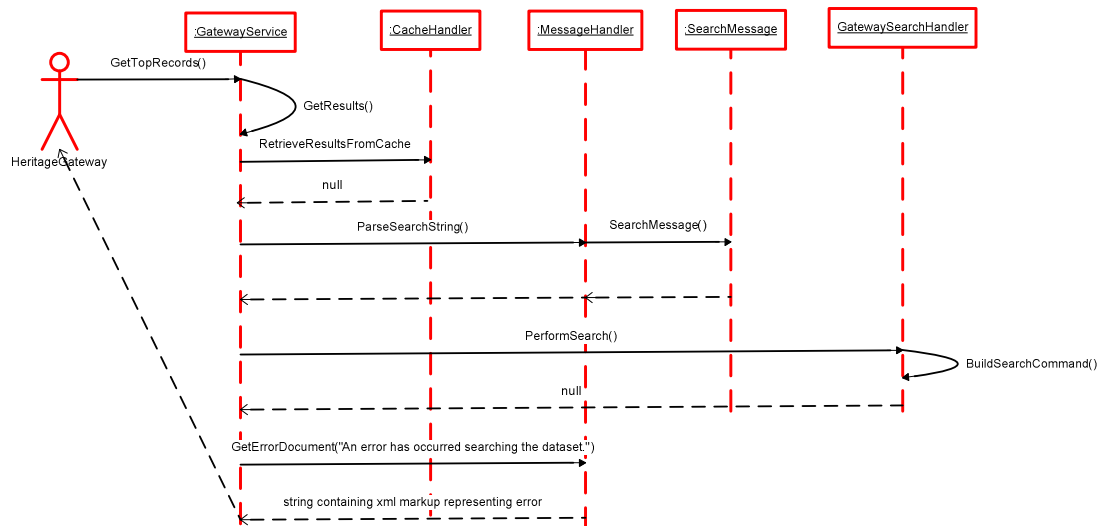 :GatewayService
:CacheHandler
:MessageHandler
:SearchMessage
GatewaySearchHandler
GetTopRecords()
GetResults()
RetrieveResultsFromCache
HeritageGateway
null
ParseSearchString()
SearchMessage()
PerformSearch()
BuildSearchCommand()
null
GetErrorDocument("An error has occurred searching the dataset.")
string containing xml markup representing error